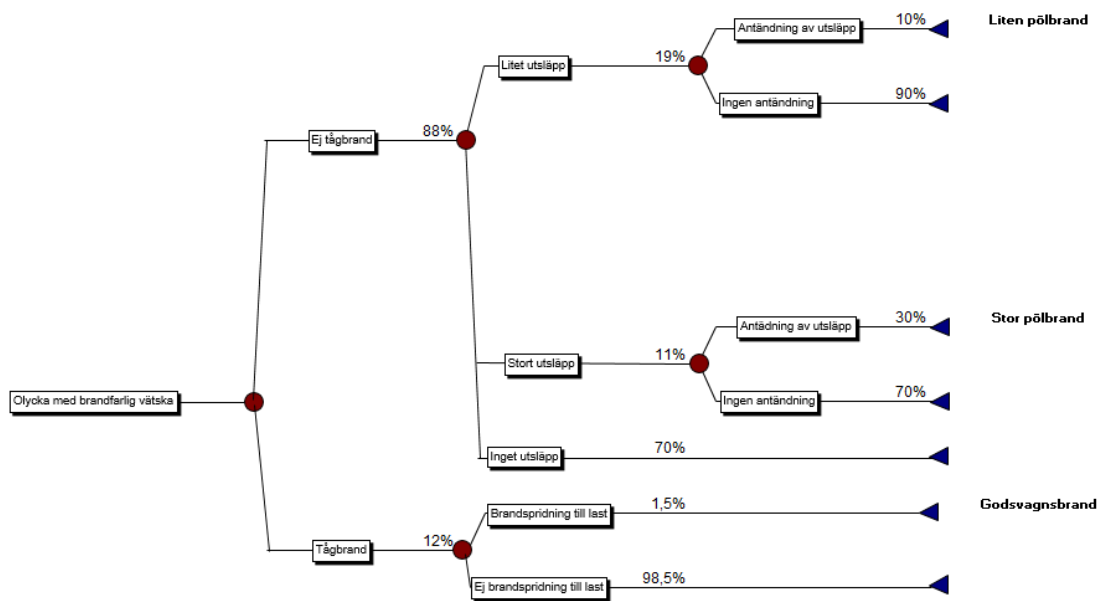 Antändning av utsläpp 10% Liten pölbrand
Litet utsläpp 19%
Ingen antändning 90%
Ej tågbrand 88%
Antädning av utsläpp 30% Stor pölbrand
Stort utsläpp 11%
Olycka med brandfarlig vätska
Ingen antändning 70%
Inget utsläpp 70%
Brandspridning till last 1,5% Godsvagnsbrand
Tågbrand 12%
Ej brandspridning till last 98,5%